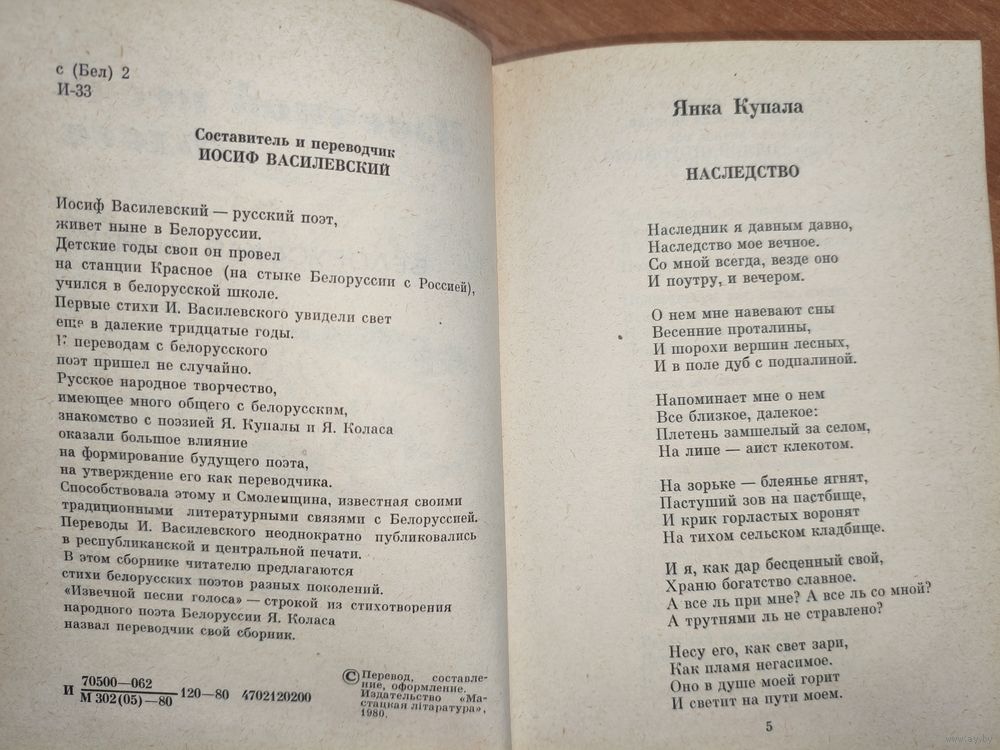 с (Бел) 2
И-33
Составитель и переводчик
ИОСИФ ВАСИЛЕВСКИЙ
Иосиф Василевский — русский поэт,
живет ныне в Белоруссии.
Детские годы свои он провел
на станции Красное (на стыке Белоруссии с Россией),
учился в белорусской школе.
Первые стихи И. Василевского увидели свет
еще в далекие тридцатые годы.
К переводам с белорусского
поэт пришел не случайно.
Русское народное творчество,
имеющее много общего с белорусским,
знакомство с поэзией Я. Купалы и Я. Коласа
оказали большое влияние
на формирование будущего поэта,
на утверждение его как переводчика.
Способствовала этому и Смоленщина, известная своими
традиционными литературными связями с Белоруссией.
Переводы И. Василевского неоднократно публиковались
в республиканской и центральной печати.
В этом сборнике читателю предлагаются
стихи белорусских поэтов разных поколений.
«Извечной песни голоса» — строкой из стихотворения
народного поэта Белоруссии Я. Коласа
назвал переводчик свой сборник.
И 70500—062
М 302(05)—80 120—80 4702120200
© Перевод, составле-
ние, оформление.
Издательство «Ма-
стацкая літаратура»,
1980.
Янка Купала
НАСЛЕДСТВО
Наследник я давным давно,
Наследство мое вечное.
Со мной всегда, везде оно
И поутру, и вечером.
О нем мне навевают сны
Весенние проталины,
И шорохи вершин лесных,
И в поле дуб с подпалиной.
Напоминает мне о нем
Все близкое, далекое:
Плетень замшелый за селом,
На липе — аист клекотом.
На зорьке — блеянье ягнят,
Пастуший зов на пастбище,
И крик горластых воронят
На тихом сельском кладбище.
И я, как дар бесценный свой,
Храню богатство славное.
А все ль при мне? А все ль со мной?
А трутнями ль не стравлено?
Несу его, как свет зари,
Как пламя негасимое.
Оно в душе моей горит
И светит на пути моем.
5
www.ay.by